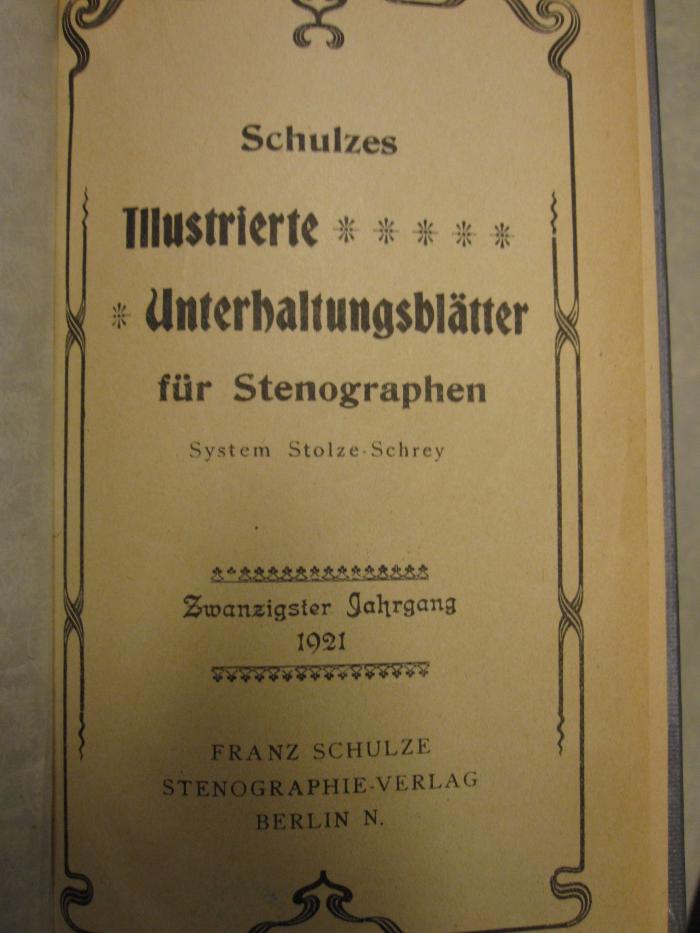 Schulzes
Illustrierte
Unterhaltungsblätter
für Stenographen
System Stolze-Schrey
Zwanzigster Jahrgang
1921
FRANZ SCHULZE
STENOGRAPHIE-VERLAG
BERLIN N.